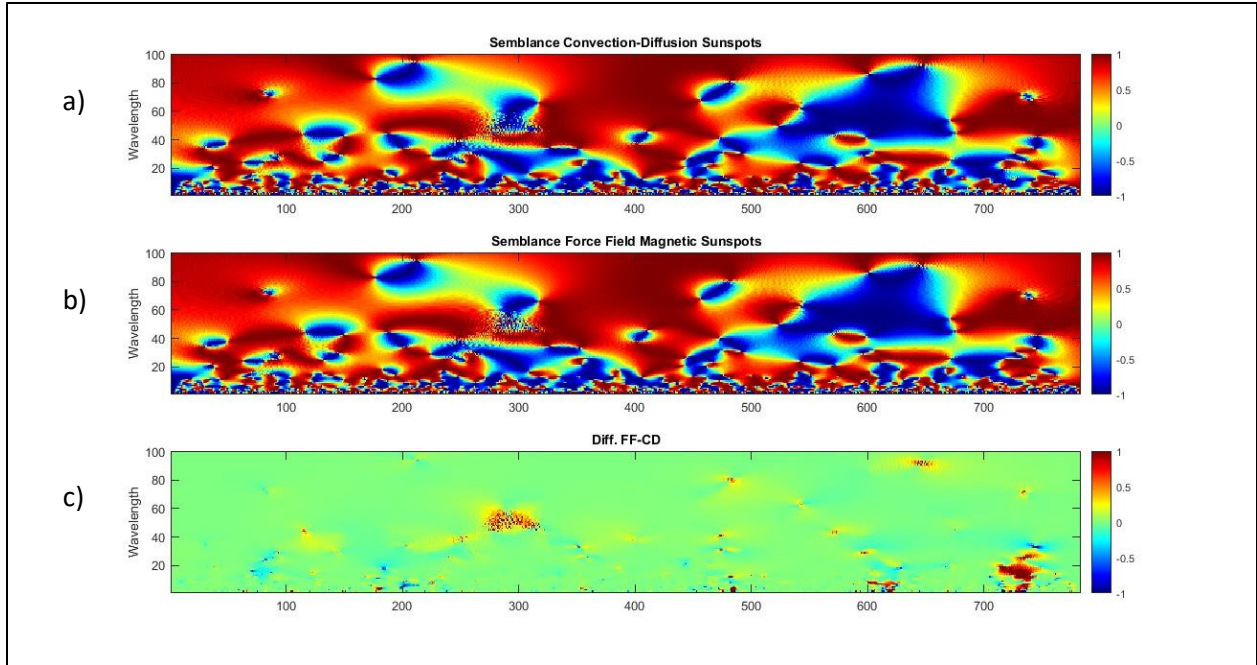 Semblance Convection-Diffusion Sunspots
a)
Wavelength
100
80
60
40
20
100 200 300 400 500 600 700
1
0.5
0
-0.5
-1
Semblance Force Field Magnetic Sunspots
b)
Wavelength
100
80
60
40
20
100 200 300 400 500 600 700
1
0.5
0
-0.5
-1
Diff. FF-CD
c)
Wavelength
100
80
60
40
20
100 200 300 400 500 600 700
1
0.5
0
-0.5
-1